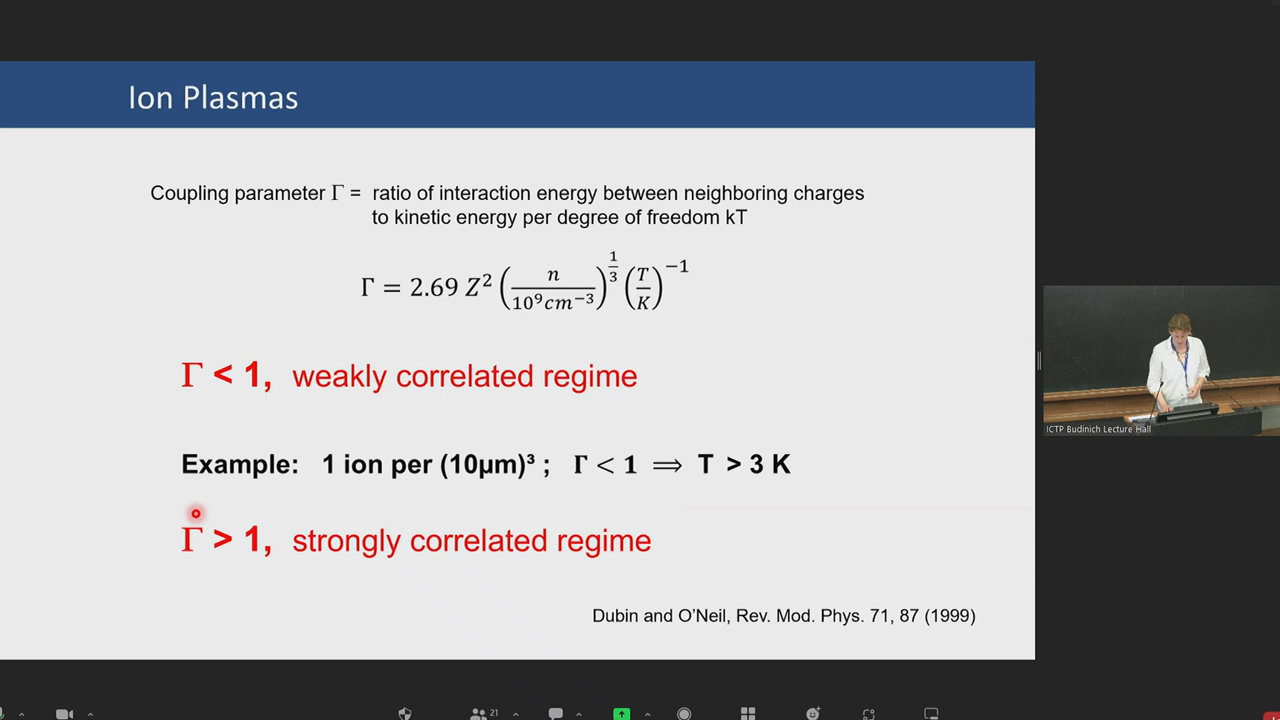 Ion Plasmas
Coupling parameter Γ = ratio of interaction energy between neighboring charges
to kinetic energy per degree of freedom kT
Γ = 2.69 Z² (n / 10⁹cm⁻³)^(1/3) (T / K)⁻¹
Γ < 1, weakly correlated regime
Example: 1 ion per (10µm)³ ; Γ < 1 ⟹ T > 3 K
Γ > 1, strongly correlated regime
Dubin and O'Neil, Rev. Mod. Phys. 71, 87 (1999)
ICTP Budinich Lecture Hall
21